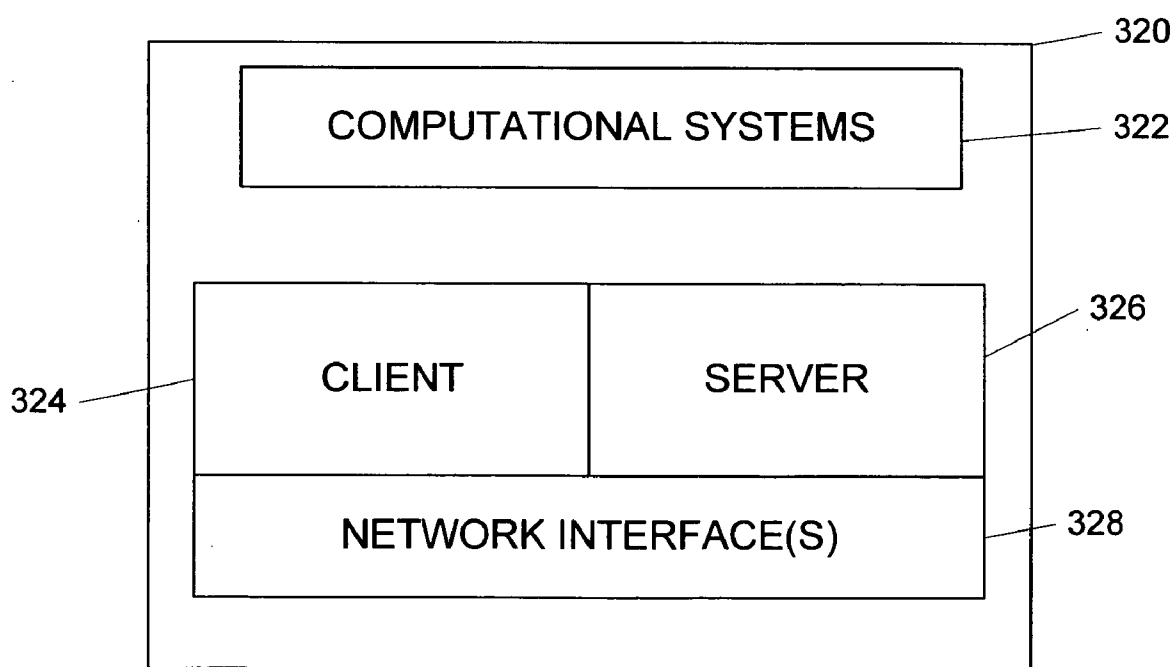 320
COMPUTATIONAL SYSTEMS
322
326
CLIENT
SERVER
324
NETWORK INTERFACE(S)
328